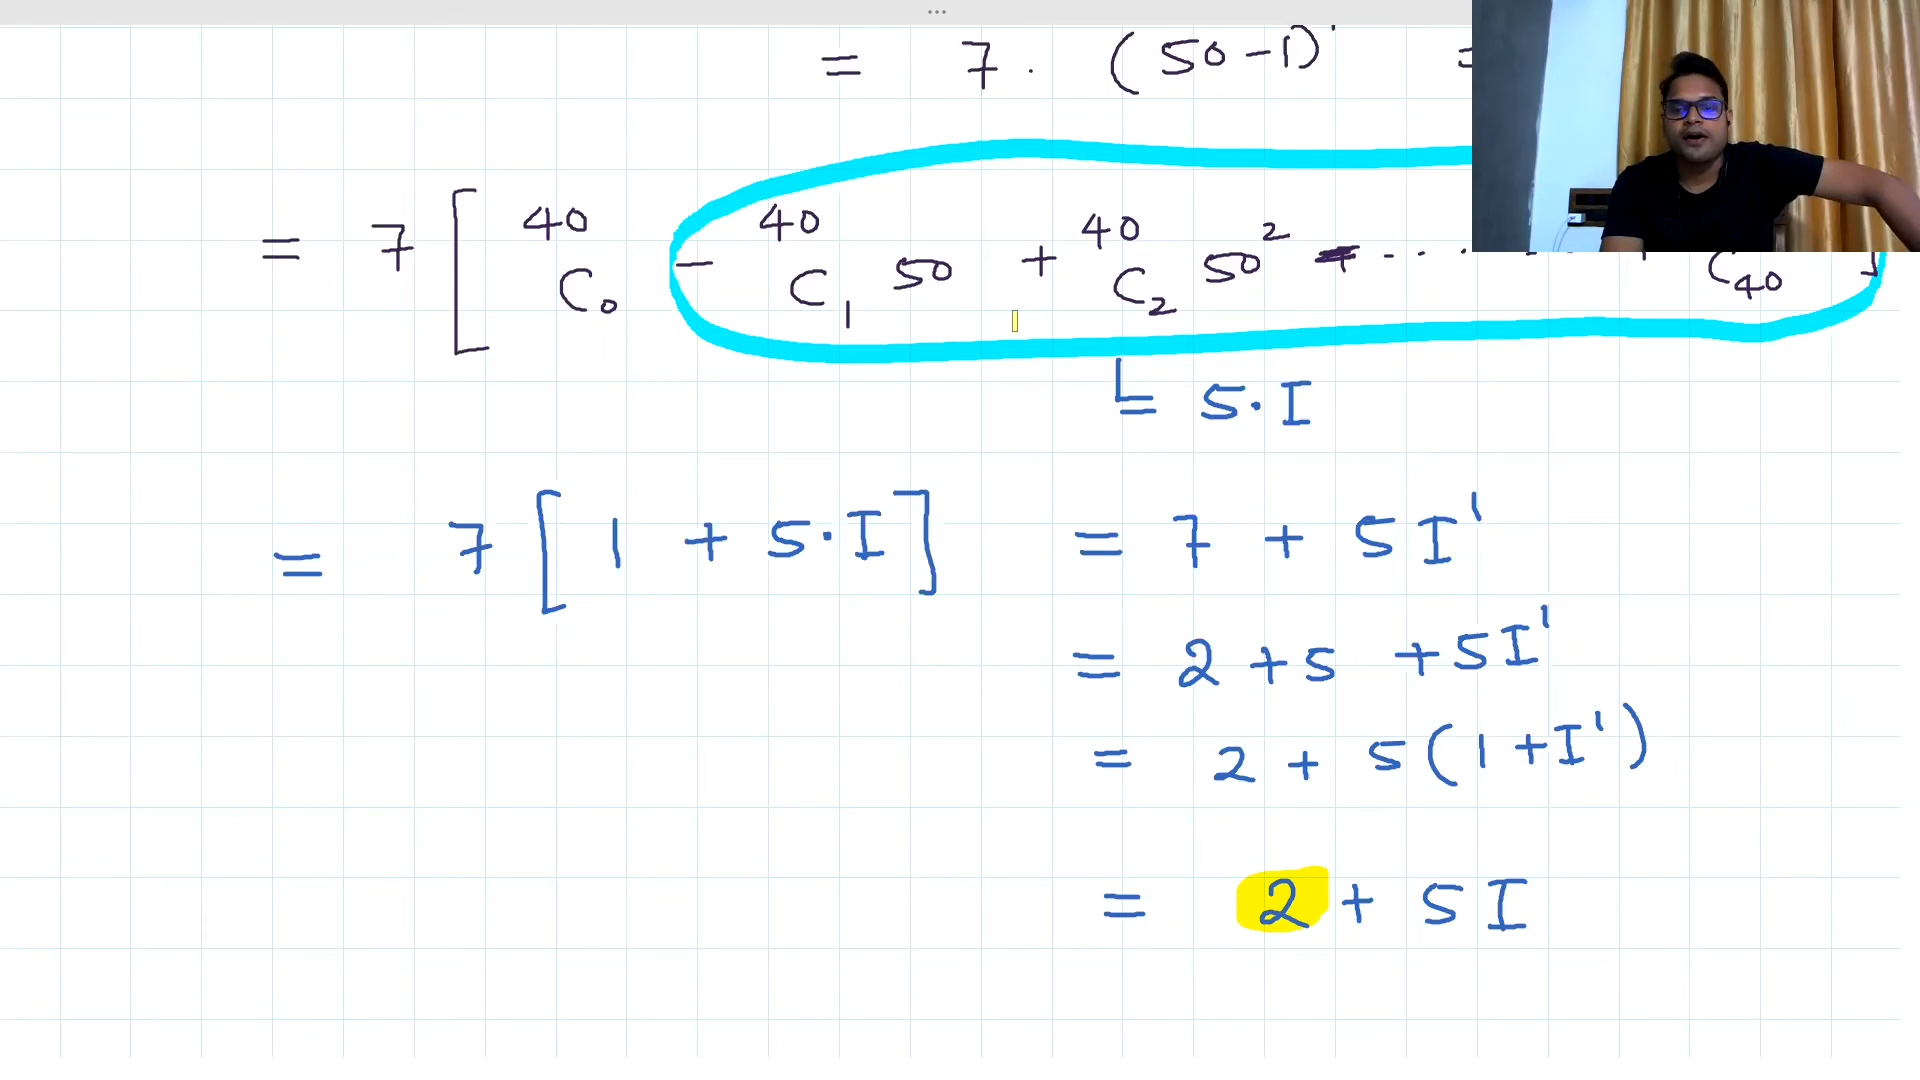 = 7 . (50-1)
= 7 [ ⁴⁰C₀ - ⁴⁰C₁ 50 + ⁴⁰C₂ 50² + ... C₄₀ ]
= 5·I
= 7 [ 1 + 5·I ] = 7 + 5I'
= 2 + 5 + 5I'
= 2 + 5(1 + I')
= 2 + 5I